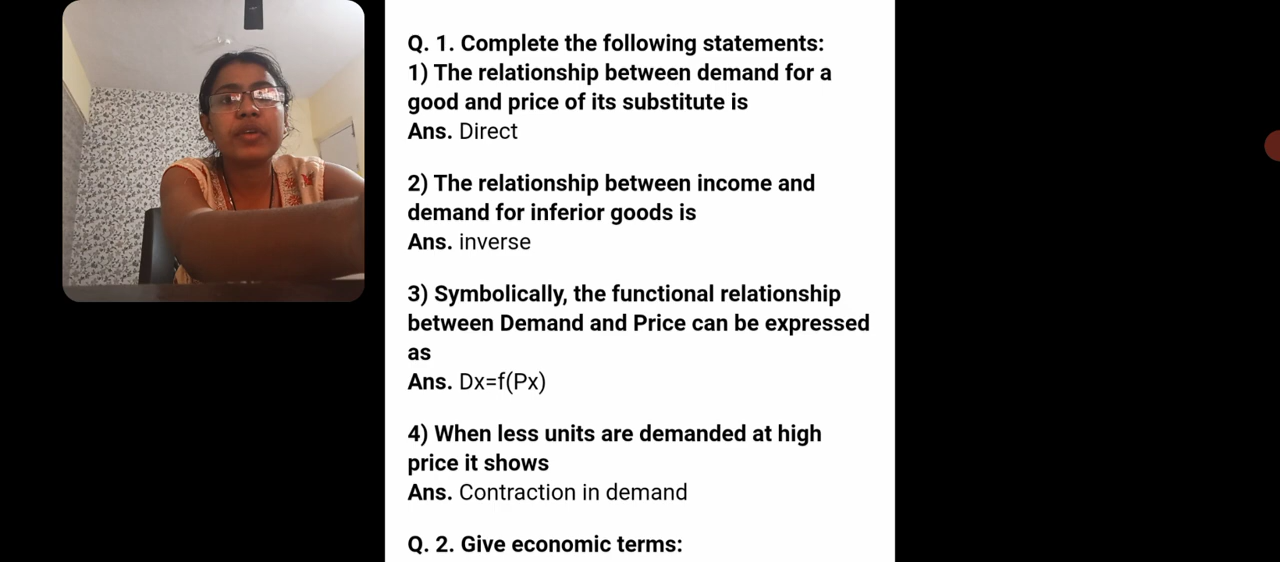 Q. 1. Complete the following statements:
1) The relationship between demand for a
good and price of its substitute is
Ans. Direct
2) The relationship between income and
demand for inferior goods is
Ans. inverse
3) Symbolically, the functional relationship
between Demand and Price can be expressed
as
Ans. Dx=f(Px)
4) When less units are demanded at high
price it shows
Ans. Contraction in demand
Q. 2. Give economic terms: